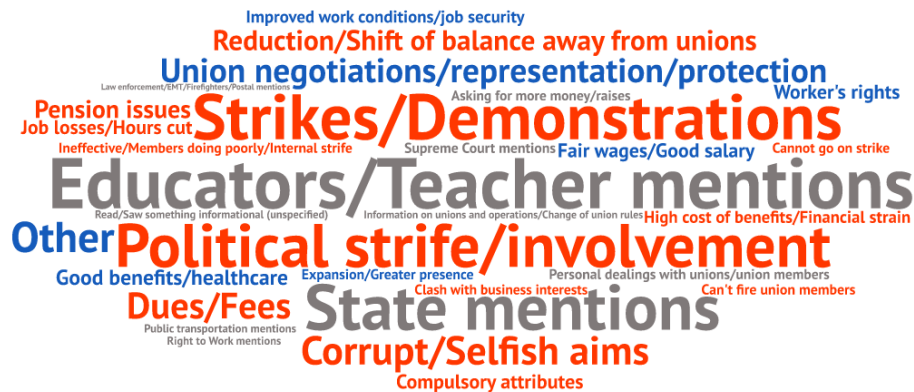 Improved work conditions/job security
Reduction/Shift of balance away from unions
Union negotiations/representation/protection
Law enforcement/EMT/Firefighters/Postal mentions
Asking for more money/raises
Worker's rights
Pension issues
Strikes/Demonstrations
Job losses/Hours cut
Ineffective/Members doing poorly/Internal strife
Supreme Court mentions
Fair wages/Good salary
Cannot go on strike
Educators/Teacher mentions
Read/Saw something informational (unspecified)
Information on unions and operations/Change of union rules
High cost of benefits/Financial strain
Other
Political strife/involvement
Good benefits/healthcare
Expansion/Greater presence
Personal dealings with unions/union members
Clash with business interests
Can't fire union members
Dues/Fees
State mentions
Public transportation mentions
Right to Work mentions
Corrupt/Selfish aims
Compulsory attributes